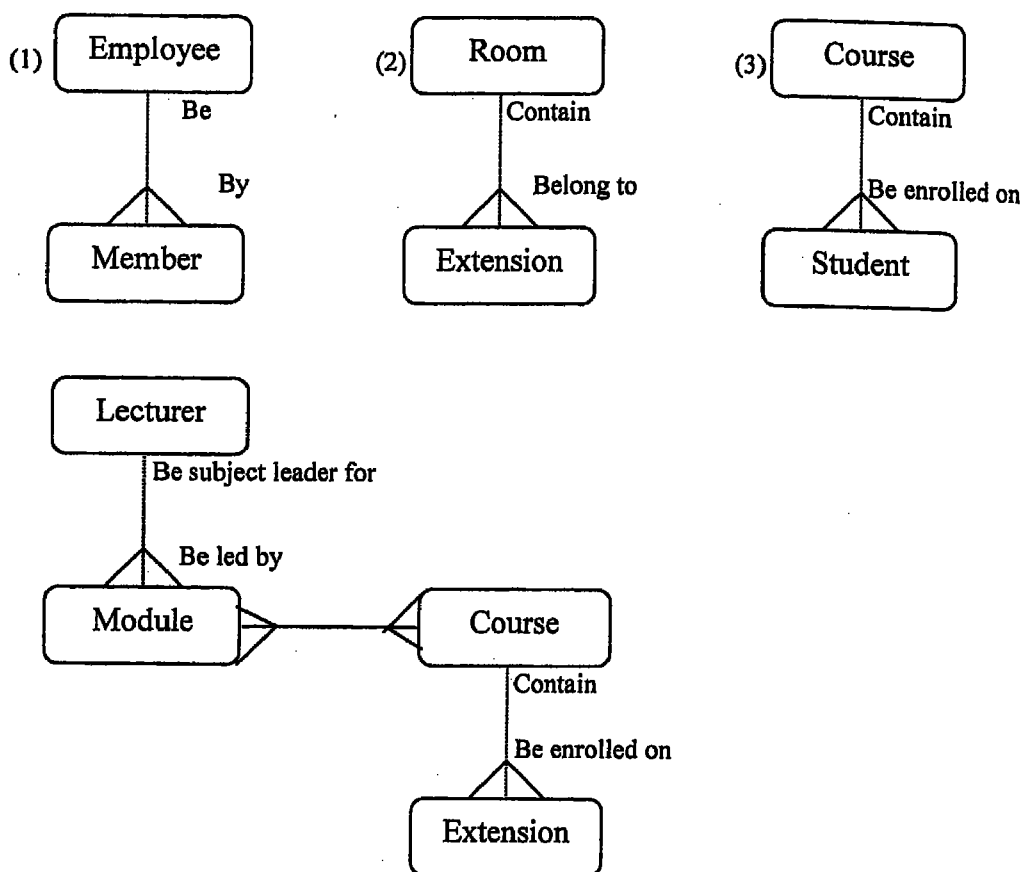 (1) Employee
Be
By
Member
(2) Room
Contain
Belong to
Extension
(3) Course
Contain
Be enrolled on
Student
Lecturer
Be subject leader for
Be led by
Module
Course
Contain
Be enrolled on
Extension